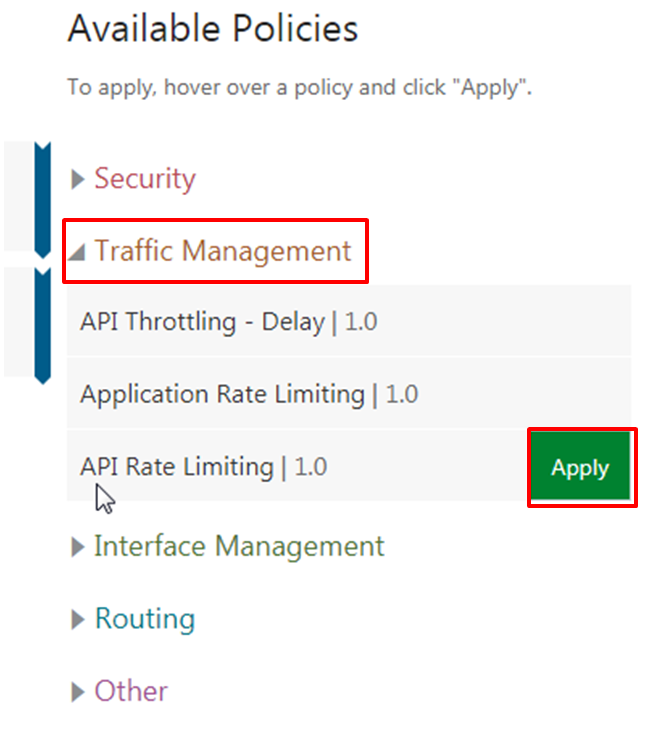 Available Policies
To apply, hover over a policy and click "Apply".
Security
Traffic Management
API Throttling - Delay | 1.0
Application Rate Limiting | 1.0
API Rate Limiting | 1.0 Apply
Interface Management
Routing
Other